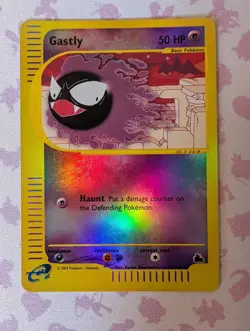 Gastly 50 HP
Basic Pokémon
Haunt Put a damage counter on
the Defending Pokémon.
weakness resistance retreat cost